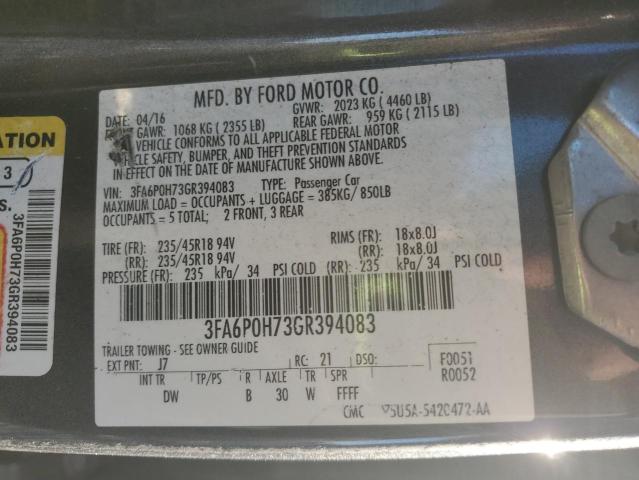 MFD. BY FORD MOTOR CO.
DATE: 04/16 GVWR: 2023 KG ( 4460 LB)
GAWR: 1068 KG ( 2355 LB) REAR GAWR: 959 KG ( 2115 LB)
VEHICLE CONFORMS TO ALL APPLICABLE FEDERAL MOTOR
VEHICLE SAFETY, BUMPER, AND THEFT PREVENTION STANDARDS
IN EFFECT ON THE DATE OF MANUFACTURE SHOWN ABOVE.
VIN: 3FA6P0H73GR394083 TYPE: Passenger Car
MAXIMUM LOAD = OCCUPANTS + LUGGAGE = 385KG/ 850LB
OCCUPANTS = 5 TOTAL; 2 FRONT, 3 REAR
TIRE (FR): 235/45R18 94V RIMS (FR): 18x8.0J
(RR): 235/45R18 94V (RR): 18x8.0J
PRESSURE (FR): 235 kPa/ 34 PSI COLD (RR): 235 kPa/ 34 PSI COLD
3FA6P0H73GR394083
TRAILER TOWING - SEE OWNER GUIDE
EXT PNT: J7 RC: 21 DSO: F0051
R0052
INT TR TP/PS R AXLE TR SPR
DW B 30 W FFFF
CMC 5U5A-5420472-AA
3
3FA6P0H73GR394083